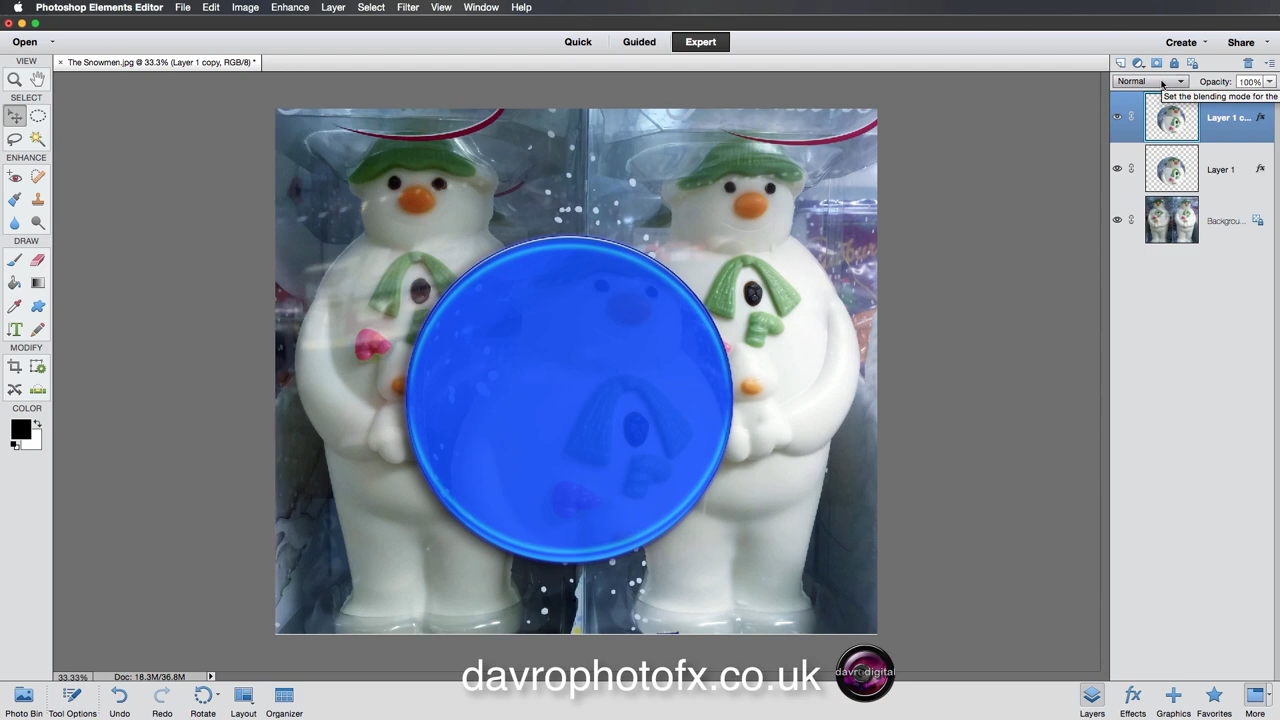 Photoshop Elements Editor File Edit Image Enhance Layer Select Filter View Window Help
Open Quick Guided Expert Create Share
VIEW
× The Snowmen.jpg @ 33.3% (Layer 1 copy, RGB/8) *
Normal Opacity: 100%
Set the blending mode for the
SELECT
Layer 1 c... fx
ENHANCE
Layer 1 fx
Backgrou...
DRAW
MODIFY
COLOR
davrophotofx.co.uk
davrodigital
33.33% Doc: 18.3M/36.8M
Photo Bin Tool Options Undo Redo Rotate Layout Organizer Layers Effects Graphics Favorites More